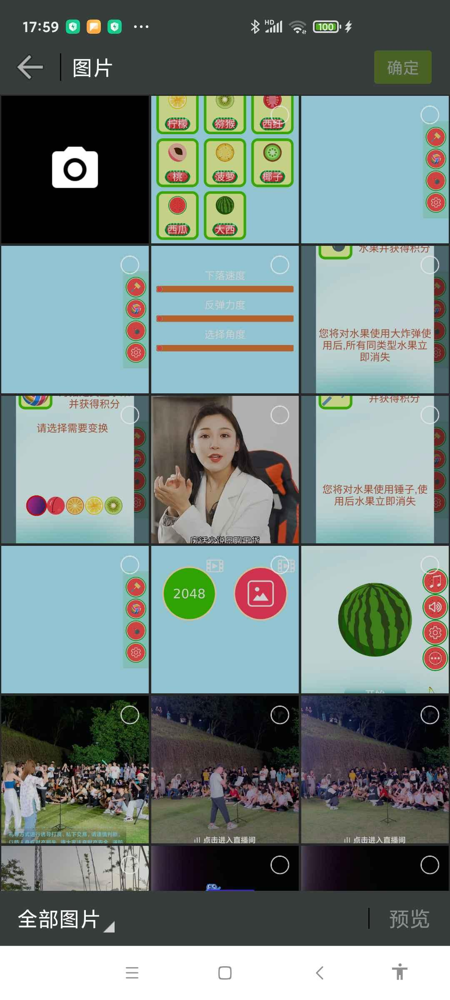 17:59
HD
100
图片
确定
柠檬
猕猴
西红
桃
菠萝
椰子
西瓜
大西
下落速度
反弹力度
选择角度
水果并获得积分
您将对水果使用大炸弹使
用后,所有同类型水果立
即消失
并获得积分
请选择需要变换
废话少说只聊干货
并获得积分
您将对水果使用锤子,使
用后水果立即消失
2048
开始
礼等方式进行诱导打赏、私下交易,请谨慎判断,
以防人身或财产损失。请大家注意财产安全,谨防
点击进入直播间
点击进入直播间
全部图片
预览